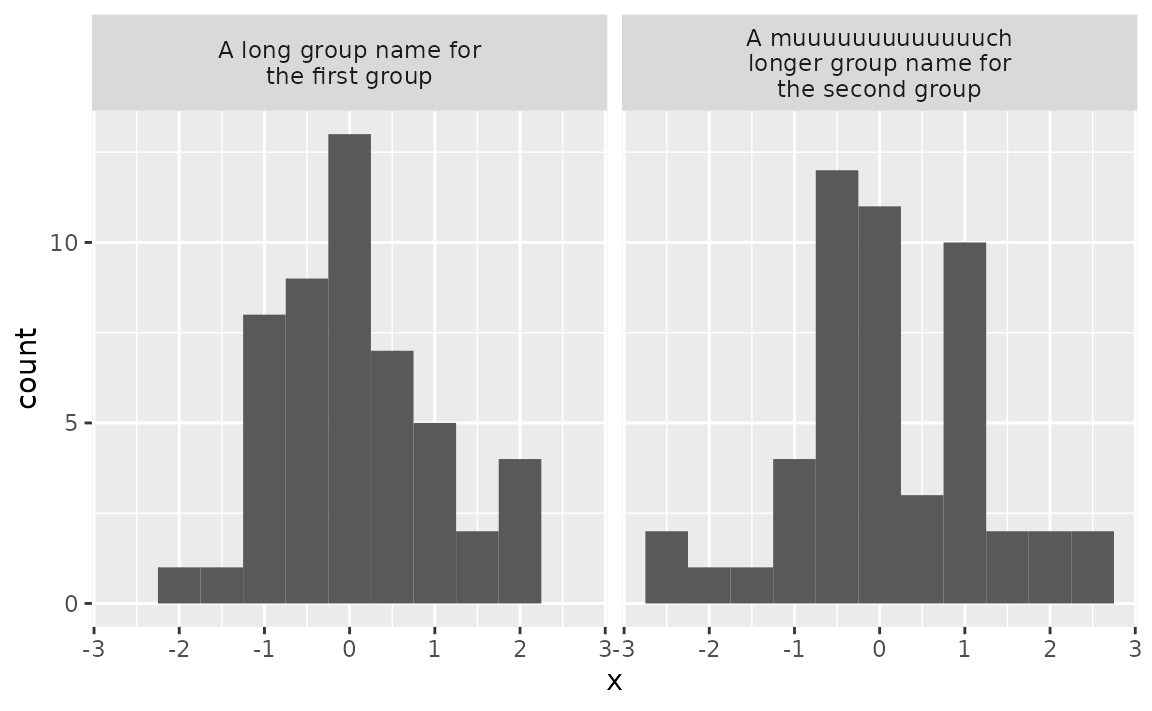 A long group name for
the first group
A muuuuuuuuuuuuuch
longer group name for
the second group
10
5
0
count
-3 -2 -1 0 1 2 3
-3 -2 -1 0 1 2 3
x